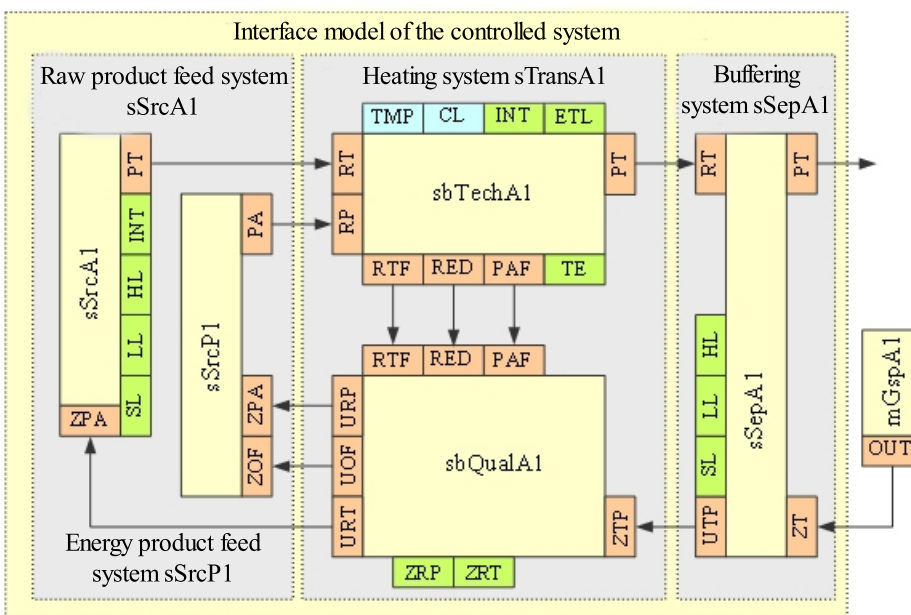 Interface model of the controlled system
Raw product feed system
sSrcA1
Heating system sTransA1
Buffering
system sSepA1
TMP CL INT ETL
PT
INT
HL
LL
SL
sSrcA1
ZPA
PA
sSrcP1
ZPA
ZOF
RT
RP
sbTechA1
PT
RTF RED PAF TE
RTF RED PAF
URP
UOF
URT
sbQualA1
ZTP
ZRP ZRT
RT
PT
HL
LL
SL
UTP
sSepA1
ZT
mGspA1
OUT
Energy product feed
system sSrcP1